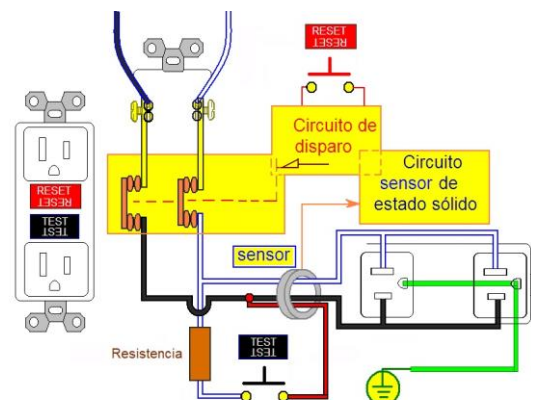 RESET
RESET
Circuito de
disparo
Circuito
sensor de
estado sólido
RESET
RESET
TEST
TEST
sensor
Resistencia
TEST
TEST